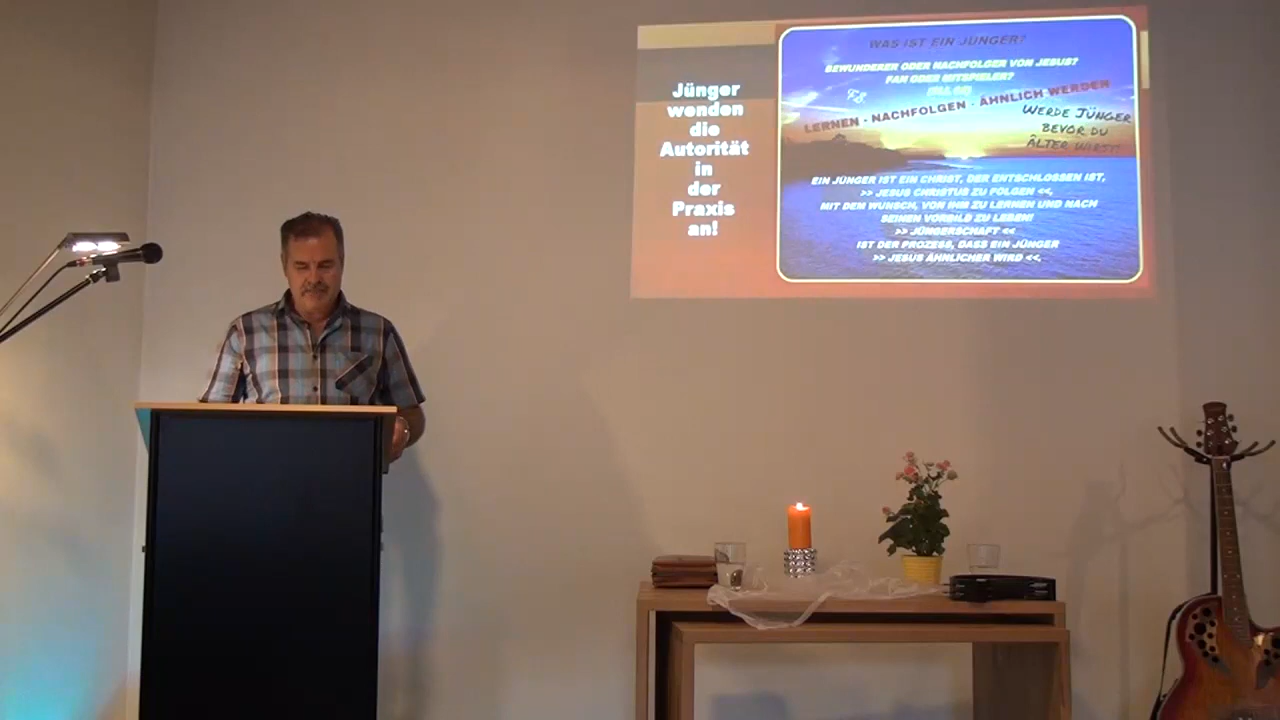 Jünger
wenden
die
Autorität
in
der
Praxis
an!
WAS IST EIN JÜNGER?
BEWUNDERER ODER NACHFOLGER VON JESUS?
FAN ODER MITSPIELER?
LERNEN - NACHFOLGEN - ÄHNLICH WERDEN
WERDE JÜNGER
BEVOR DU
ÄLTER WIRST!
EIN JÜNGER IST EIN CHRIST, DER ENTSCHLOSSEN IST,
>> JESUS CHRISTUS ZU FOLGEN <<,
MIT DEM WUNSCH, VON IHM ZU LERNEN UND NACH
SEINEN VORBILD ZU LEBEN!
>> JÜNGERSCHAFT <<
IST DER PROZESS, DASS EIN JÜNGER
>> JESUS ÄHNLICHER WIRD <<,